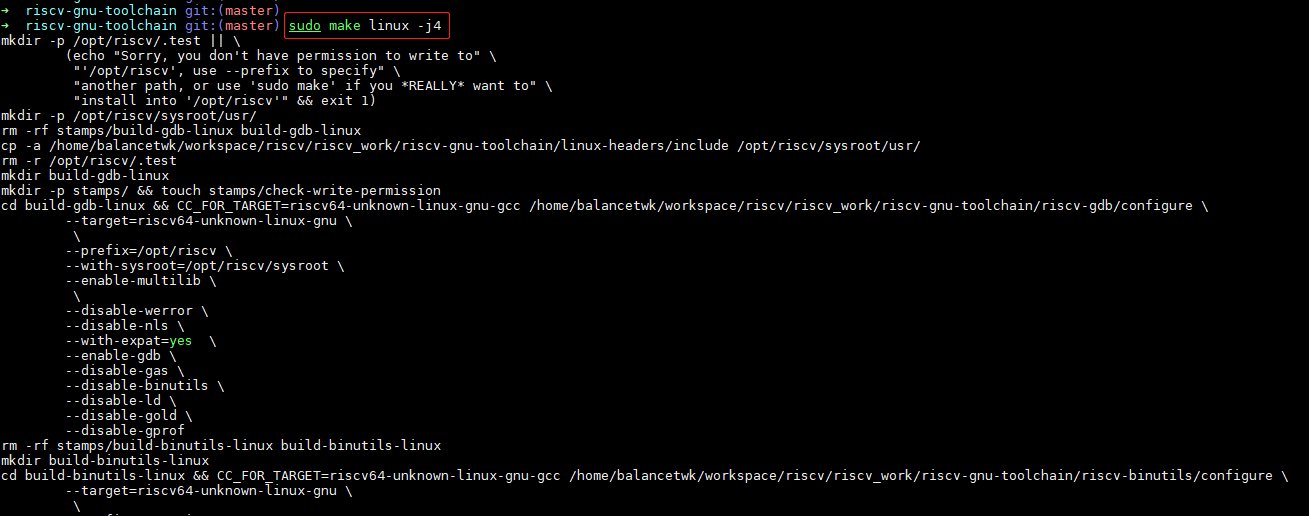 ➜  riscv-gnu-toolchain git:(master)
➜  riscv-gnu-toolchain git:(master) sudo make linux -j4
mkdir -p /opt/riscv/.test || \
        (echo "Sorry, you don't have permission to write to" \
         "'/opt/riscv', use --prefix to specify" \
         "another path, or use 'sudo make' if you *REALLY* want to" \
         "install into '/opt/riscv'" && exit 1)
mkdir -p /opt/riscv/sysroot/usr/
rm -rf stamps/build-gdb-linux build-gdb-linux
cp -a /home/balancetwk/workspace/riscv/riscv_work/riscv-gnu-toolchain/linux-headers/include /opt/riscv/sysroot/usr/
rm -r /opt/riscv/.test
mkdir build-gdb-linux
mkdir -p stamps/ && touch stamps/check-write-permission
cd build-gdb-linux && CC_FOR_TARGET=riscv64-unknown-linux-gnu-gcc /home/balancetwk/workspace/riscv/riscv_work/riscv-gnu-toolchain/riscv-gdb/configure \
        --target=riscv64-unknown-linux-gnu \
         \
        --prefix=/opt/riscv \
        --with-sysroot=/opt/riscv/sysroot \
        --enable-multilib \
         \
        --disable-werror \
        --disable-nls \
        --with-expat=yes  \
        --enable-gdb \
        --disable-gas \
        --disable-binutils \
        --disable-ld \
        --disable-gold \
        --disable-gprof
rm -rf stamps/build-binutils-linux build-binutils-linux
mkdir build-binutils-linux
cd build-binutils-linux && CC_FOR_TARGET=riscv64-unknown-linux-gnu-gcc /home/balancetwk/workspace/riscv/riscv_work/riscv-gnu-toolchain/riscv-binutils/configure \
        --target=riscv64-unknown-linux-gnu \
         \